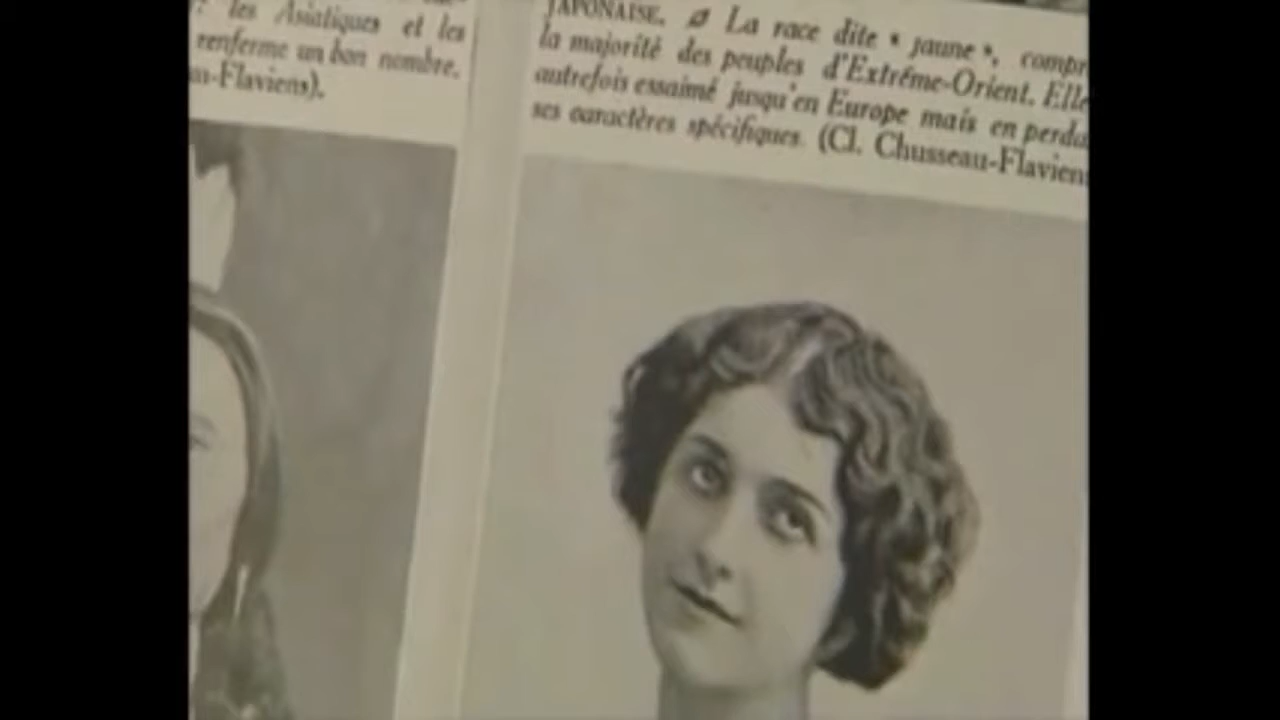 ? les Asiatiques et les
renferme un bon nombre.
u-Flaviens).
JAPONAISE. ø La race dite « jaune », compr
la majorité des peuples d'Extrême-Orient. Elle
autrefois essaimé jusqu'en Europe mais en perda
ses caractères spécifiques. (Cl. Chusseau-Flaviens